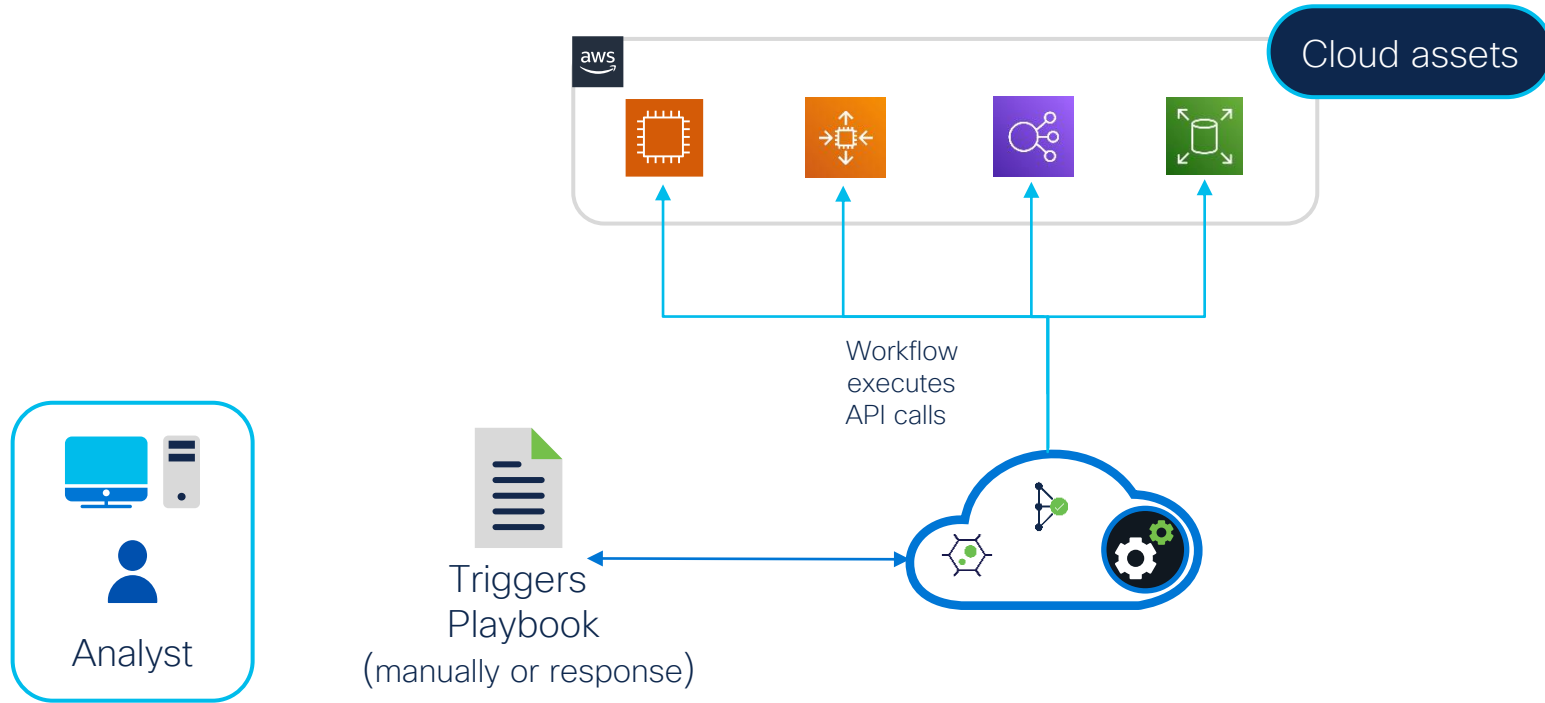 aws
Cloud assets
Workflow
executes
API calls
Triggers
Playbook
(manually or response)
Analyst